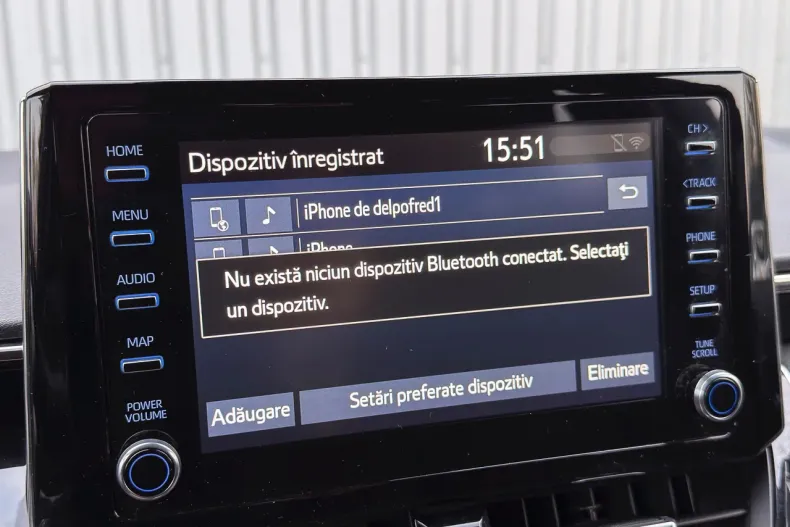 HOME
MENU
AUDIO
MAP
POWER
VOLUME
Dispozitiv înregistrat
15:51
iPhone de delpofred1
iPhone
Nu există niciun dispozitiv Bluetooth conectat. Selectaţi
un dispozitiv.
Adăugare
Setări preferate dispozitiv
Eliminare
CH >
< TRACK
PHONE
SETUP
TUNE
SCROLL